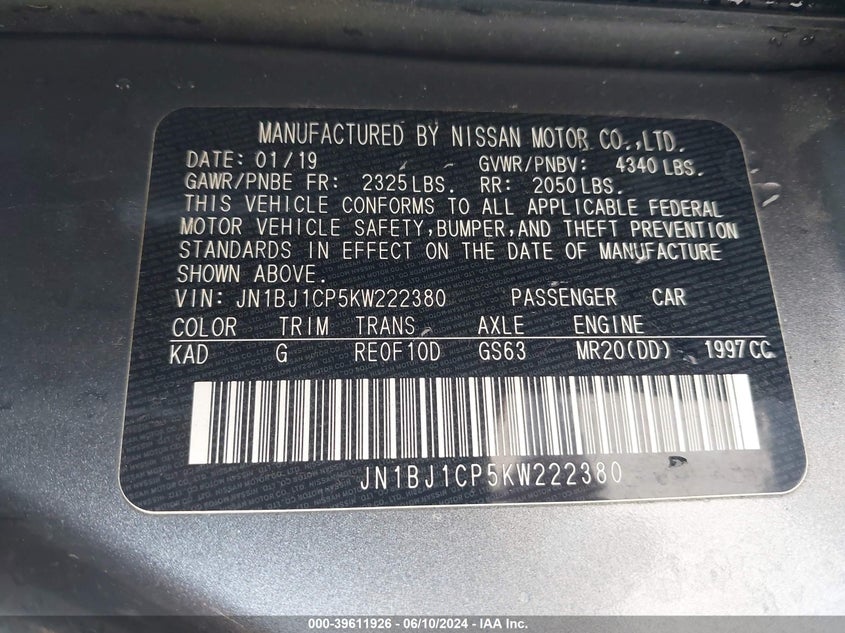 MANUFACTURED BY NISSAN MOTOR CO.,LTD.
DATE: 01/19 GVWR/PNBV: 4340 LBS.
GAWR/PNBE FR: 2325 LBS. RR: 2050 LBS.
THIS VEHICLE CONFORMS TO ALL APPLICABLE FEDERAL
MOTOR VEHICLE SAFETY,BUMPER,AND THEFT PREVENTION
STANDARDS IN EFFECT ON THE DATE OF MANUFACTURE
SHOWN ABOVE.
VIN: JN1BJ1CP5KW222380 PASSENGER CAR
COLOR TRIM TRANS AXLE ENGINE
KAD G RE0F10D GS63 MR20(DD) 1997 CC
JN1BJ1CP5KW222380
000-39611926 / 06/10/2024 - © IAA Inc.